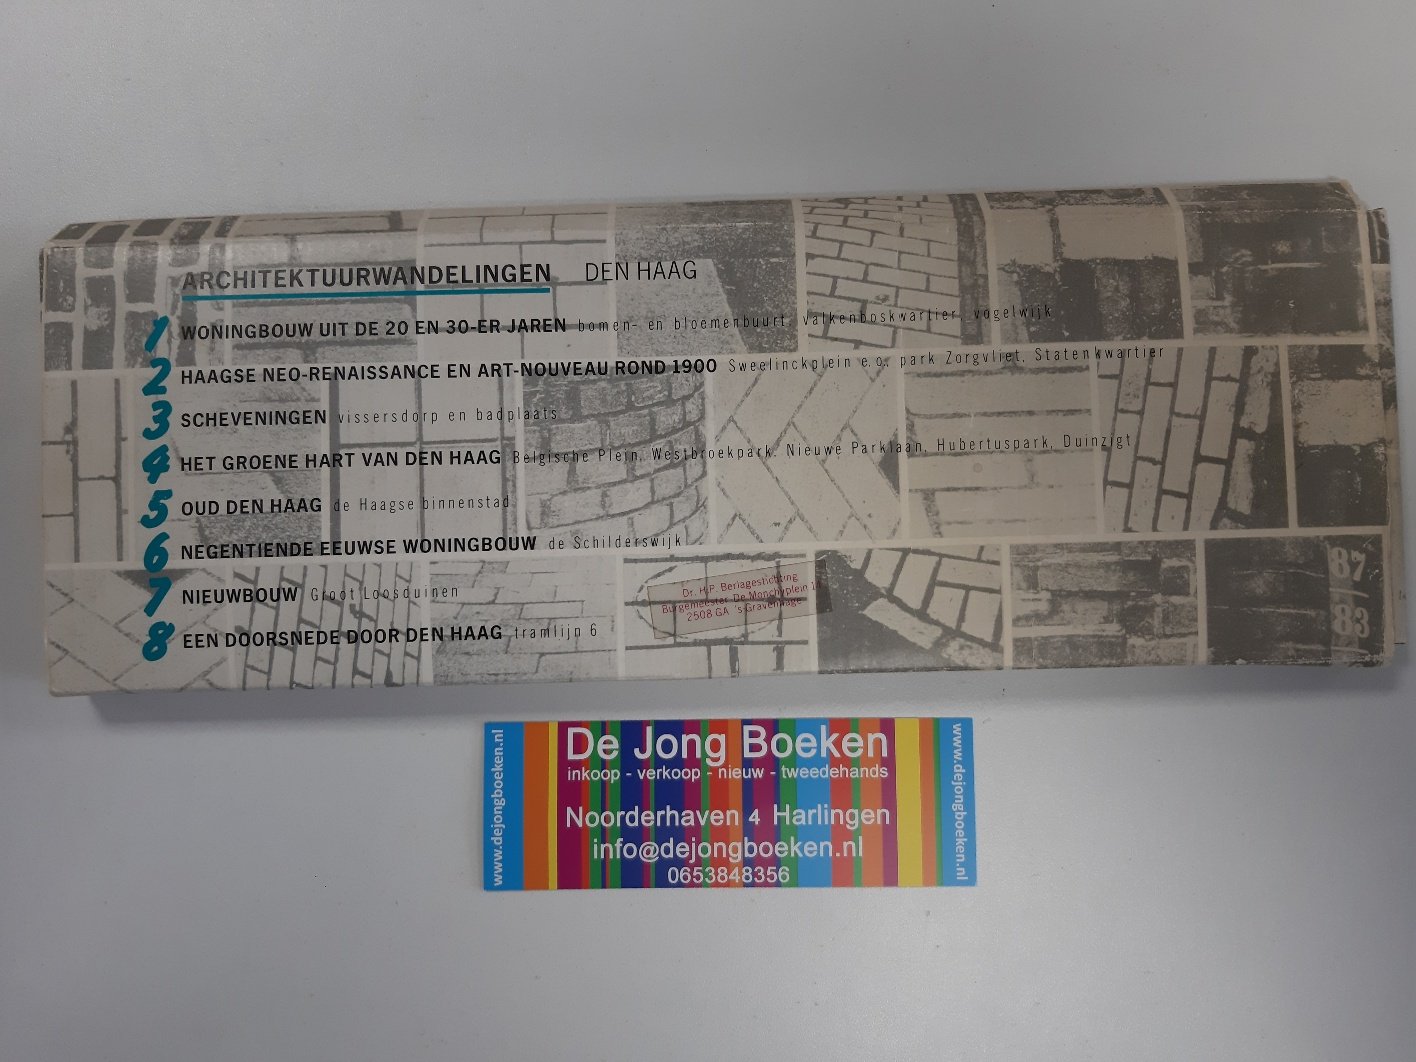 ARCHITEKTUURWANDELINGEN DEN HAAG
1 WONINGBOUW UIT DE 20 EN 30-ER JAREN bomen- en bloemenbuurt, valkenboskwartier, vogelwijk
2 HAAGSE NEO-RENAISSANCE EN ART-NOUVEAU ROND 1900 Sweelinckplein e.o. park Zorgvliet, Statenkwartier
3 SCHEVENINGEN vissersdorp en badplaats
4 HET GROENE HART VAN DEN HAAG Belgische Plein, Westbroekpark, Nieuwe Parklaan, Hubertuspark, Duinzigt
5 OUD DEN HAAG de Haagse binnenstad
6 NEGENTIENDE EEUWSE WONINGBOUW de Schilderswijk
7 NIEUWBOUW Groot Loosduinen
8 EEN DOORSNEDE DOOR DEN HAAG tramlijn 6
Dr. H.P. Berlagestichting
Burgemeester De Monchyplein 14
2508 GA 's-Gravenhage
87
83
www.dejongboeken.nl
De Jong Boeken
inkoop - verkoop - nieuw - tweedehands
Noorderhaven 4 Harlingen
info@dejongboeken.nl
0653848356
www.dejongboeken.nl